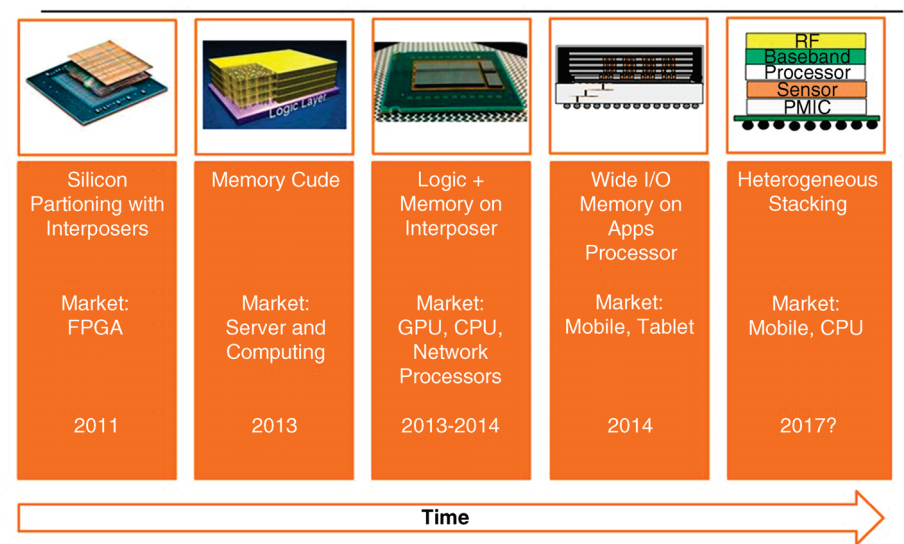 Logic Layer
RF
Baseband
Processor
Sensor
PMIC
Silicon
Partioning with
Interposers
Market:
FPGA
2011
Memory Cude
Market:
Server and
Computing
2013
Logic +
Memory on
Interposer
Market:
GPU, CPU,
Network
Processors
2013-2014
Wide I/O
Memory on
Apps
Processor
Market:
Mobile, Tablet
2014
Heterogeneous
Stacking
Market:
Mobile, CPU
2017?
Time